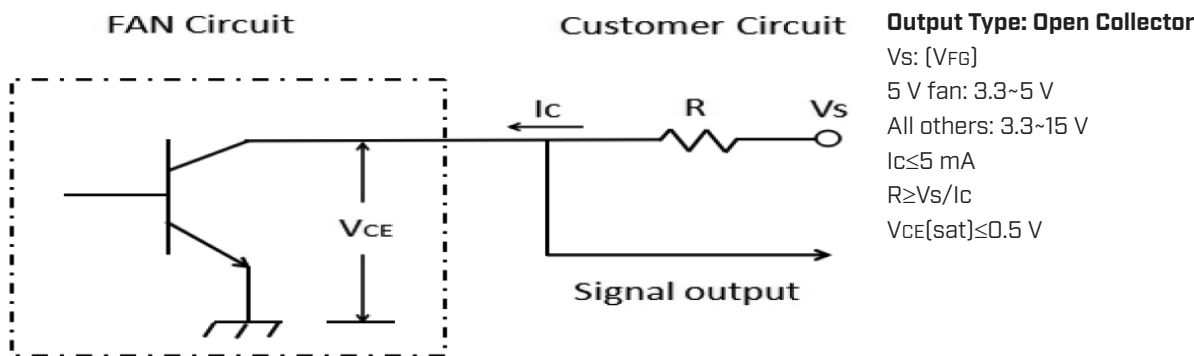 FAN Circuit
Customer Circuit
Ic
R
Vs
VCE
Signal output
Output Type: Open Collector
Vs: (VFG)
5 V fan: 3.3~5 V
All others: 3.3~15 V
Ic≤5 mA
R≥Vs/Ic
VCE(sat)≤0.5 V